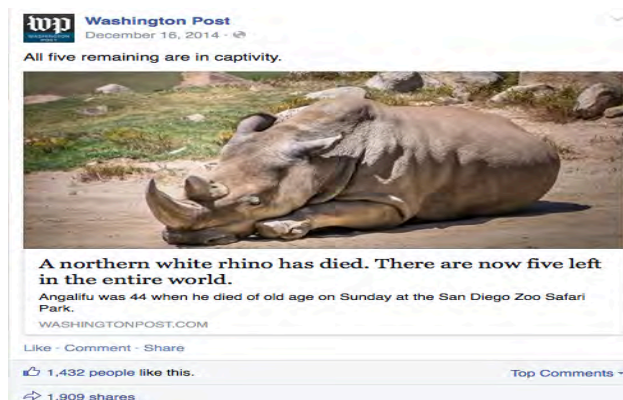 wp
WASHINGTON
POST
Washington Post
December 16, 2014 ·
All five remaining are in captivity.
A northern white rhino has died. There are now five left
in the entire world.
Angalifu was 44 when he died of old age on Sunday at the San Diego Zoo Safari
Park.
WASHINGTONPOST.COM
Like · Comment · Share
1,432 people like this.
Top Comments
1,909 shares